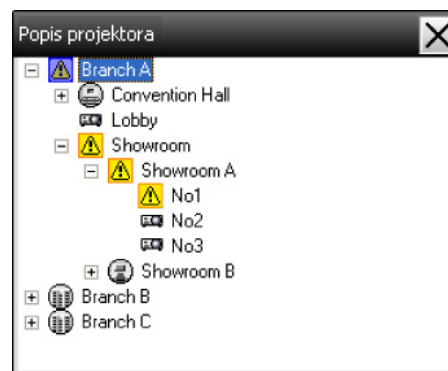 Popis projektora
Branch A
Convention Hall
Lobby
Showroom
Showroom A
No1
No2
No3
Showroom B
Branch B
Branch C